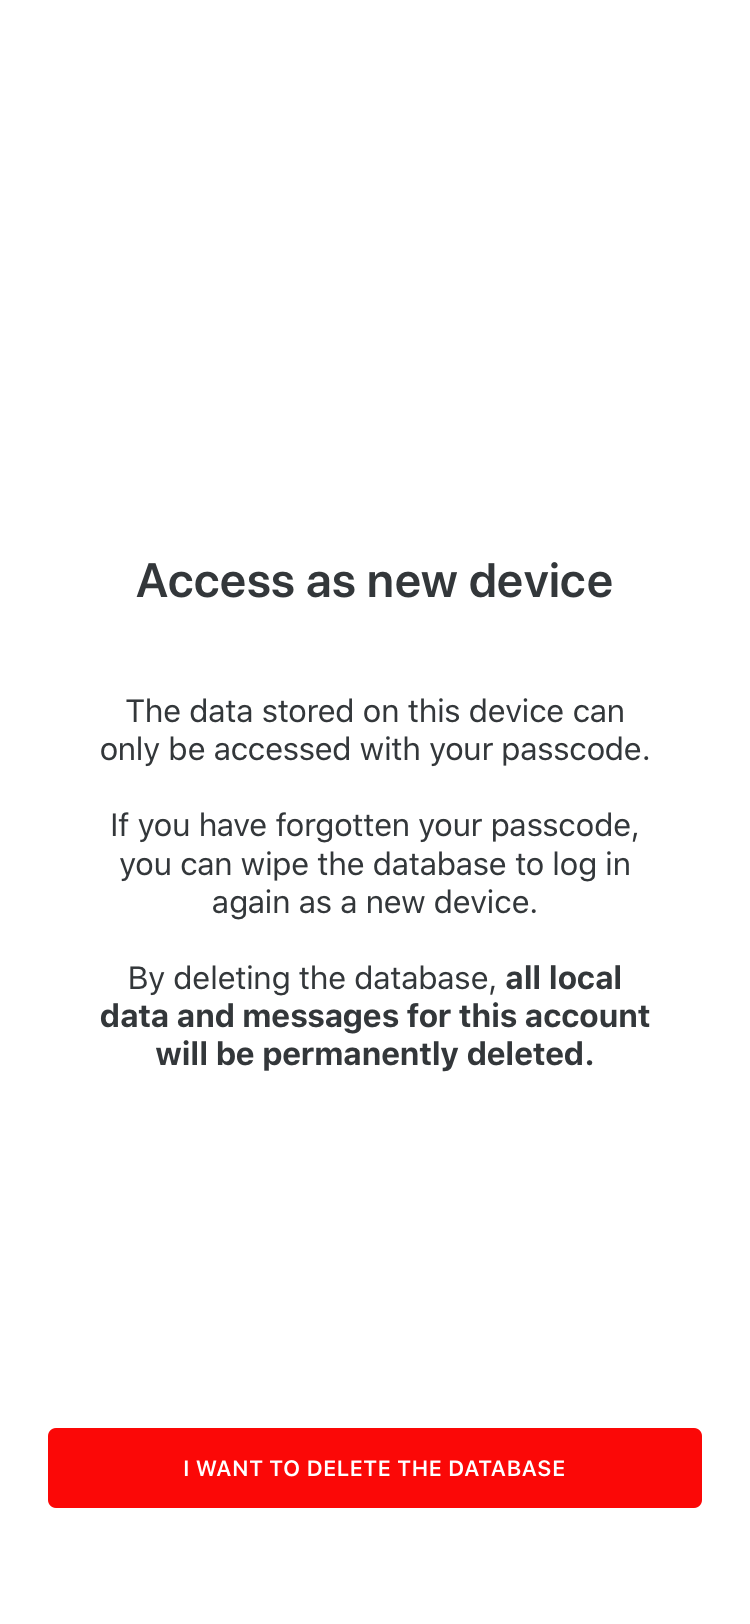 Access as new device
The data stored on this device can
only be accessed with your passcode.
If you have forgotten your passcode,
you can wipe the database to log in
again as a new device.
By deleting the database, all local
data and messages for this account
will be permanently deleted.
I WANT TO DELETE THE DATABASE